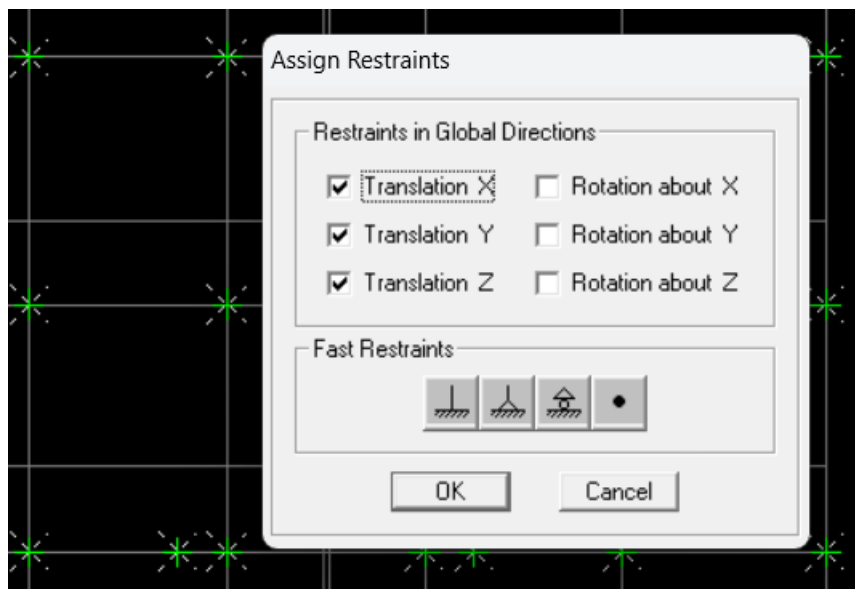 Assign Restraints
Restraints in Global Directions
Translation X Rotation about X
Translation Y Rotation about Y
Translation Z Rotation about Z
Fast Restraints
OK Cancel